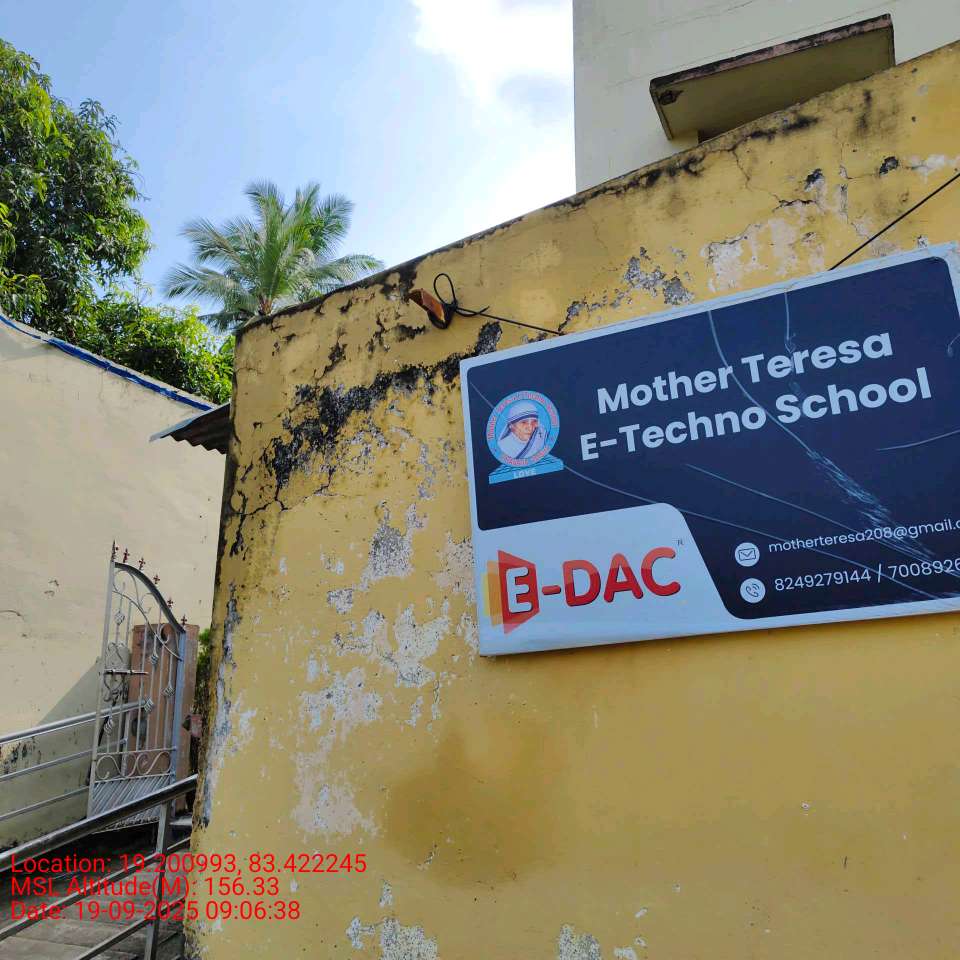 Mother Teresa
E-Techno School
LOVE
E-DAC
R
motherteresa208@gmail.c
8249279144 / 7008926
Location: 19.200993, 83.422245
MSL Altitude(M): 156.33
Date: 19-09-2025 09:06:38